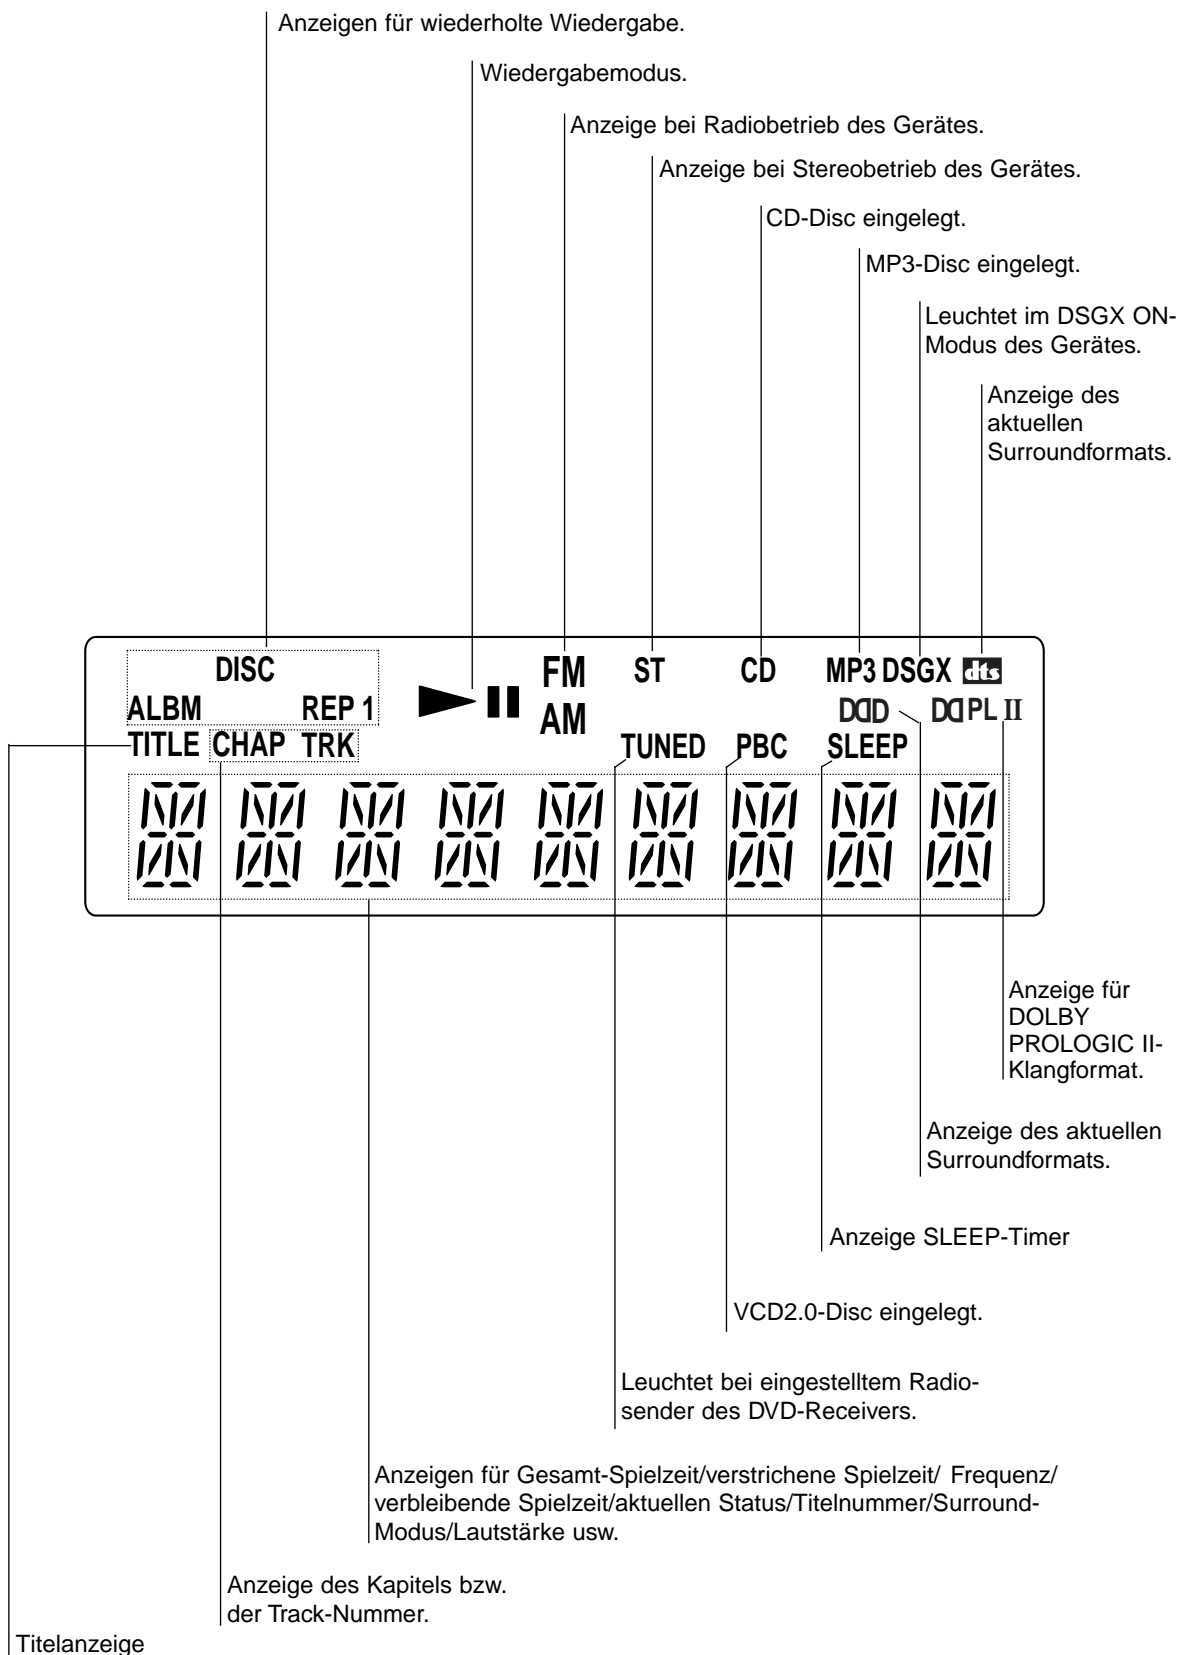 Anzeigen für wiederholte Wiedergabe.
Wiedergabemodus.
Anzeige bei Radiobetrieb des Gerätes.
Anzeige bei Stereobetrieb des Gerätes.
CD-Disc eingelegt.
MP3-Disc eingelegt.
Leuchtet im DSGX ON-
Modus des Gerätes.
Anzeige des
aktuellen
Surroundformats.
DISC FM ST CD MP3 DSGX dts
ALBM REP 1 AM DD D DD PL II
TITLE CHAP TRK TUNED PBC SLEEP
Anzeige für
DOLBY
PROLOGIC II-
Klangformat.
Anzeige des aktuellen
Surroundformats.
Anzeige SLEEP-Timer
VCD2.0-Disc eingelegt.
Leuchtet bei eingestelltem Radio-
sender des DVD-Receivers.
Anzeigen für Gesamt-Spielzeit/verstrichene Spielzeit/ Frequenz/
verbleibende Spielzeit/aktuellen Status/Titelnummer/Surround-
Modus/Lautstärke usw.
Anzeige des Kapitels bzw.
der Track-Nummer.
Titelanzeige